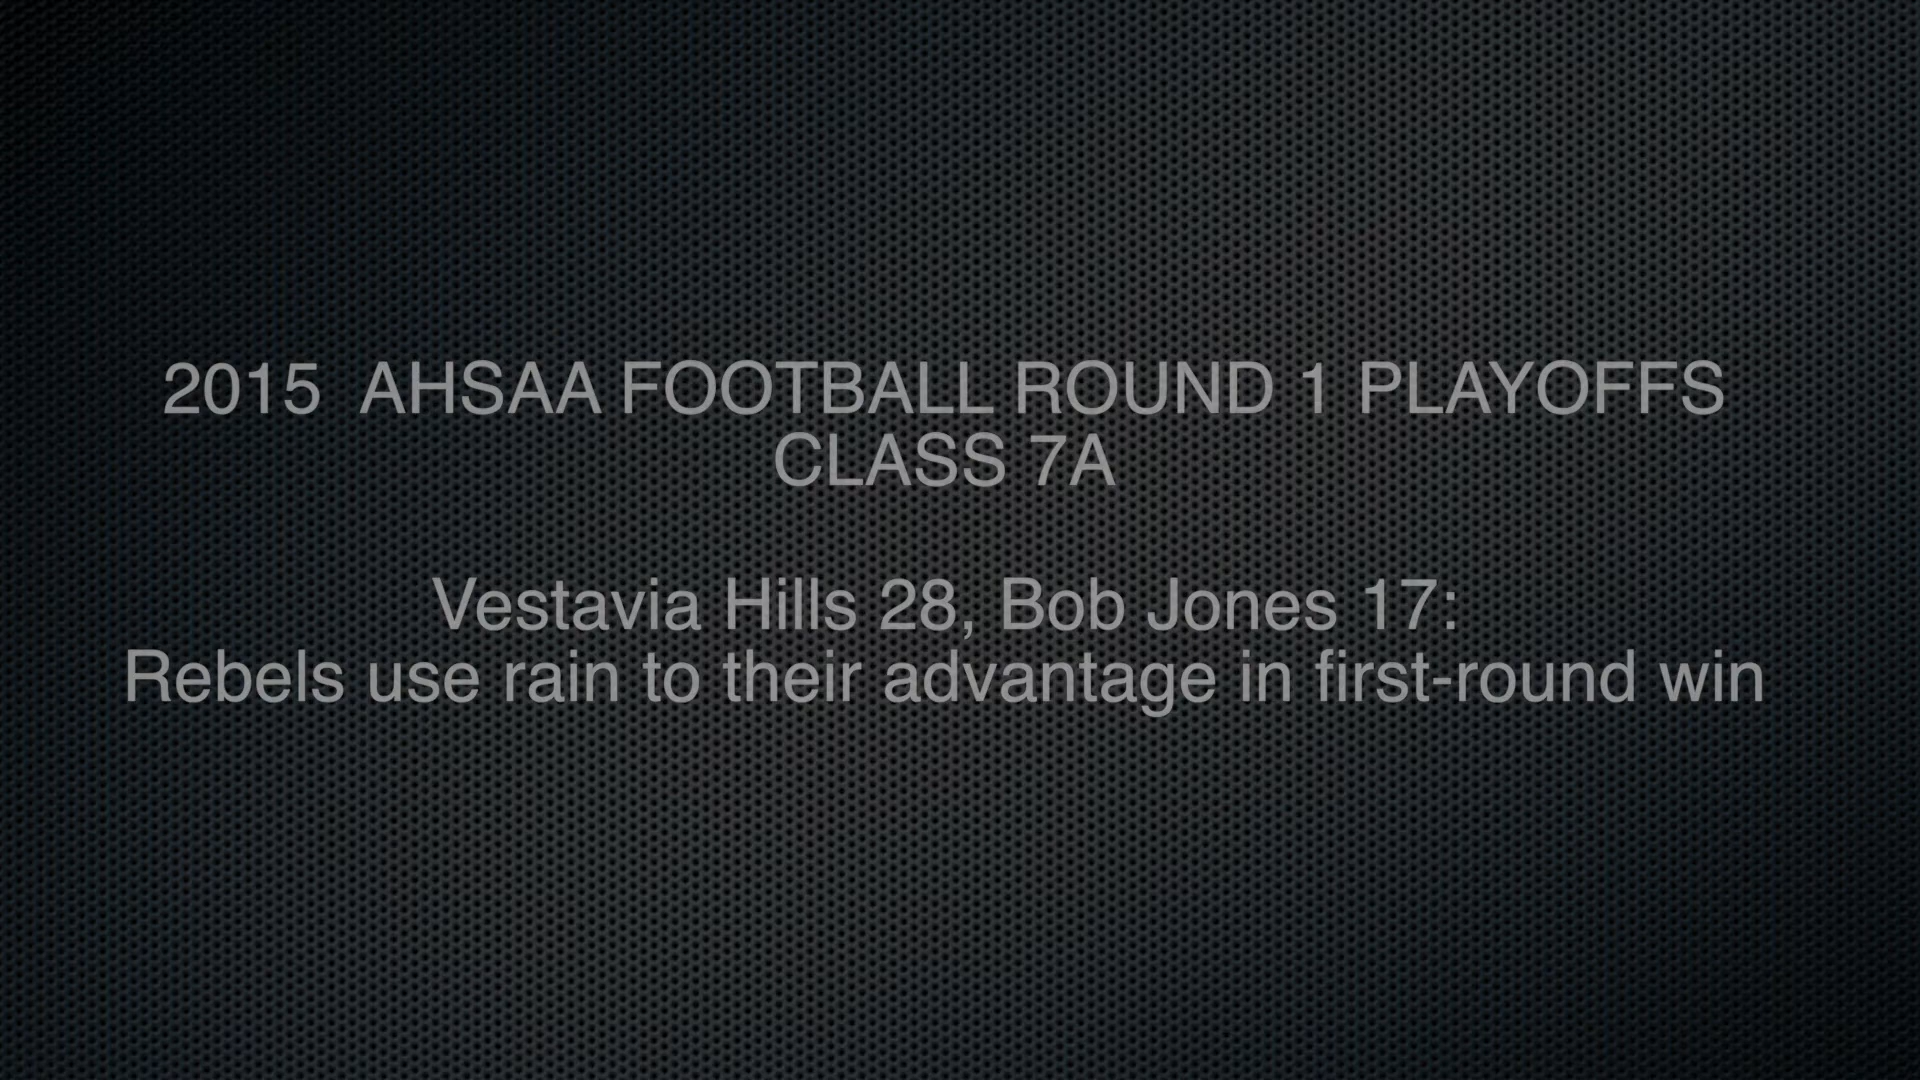 2015  AHSAA FOOTBALL ROUND 1 PLAYOFFS
CLASS 7A
Vestavia Hills 28, Bob Jones 17:
Rebels use rain to their advantage in first-round win